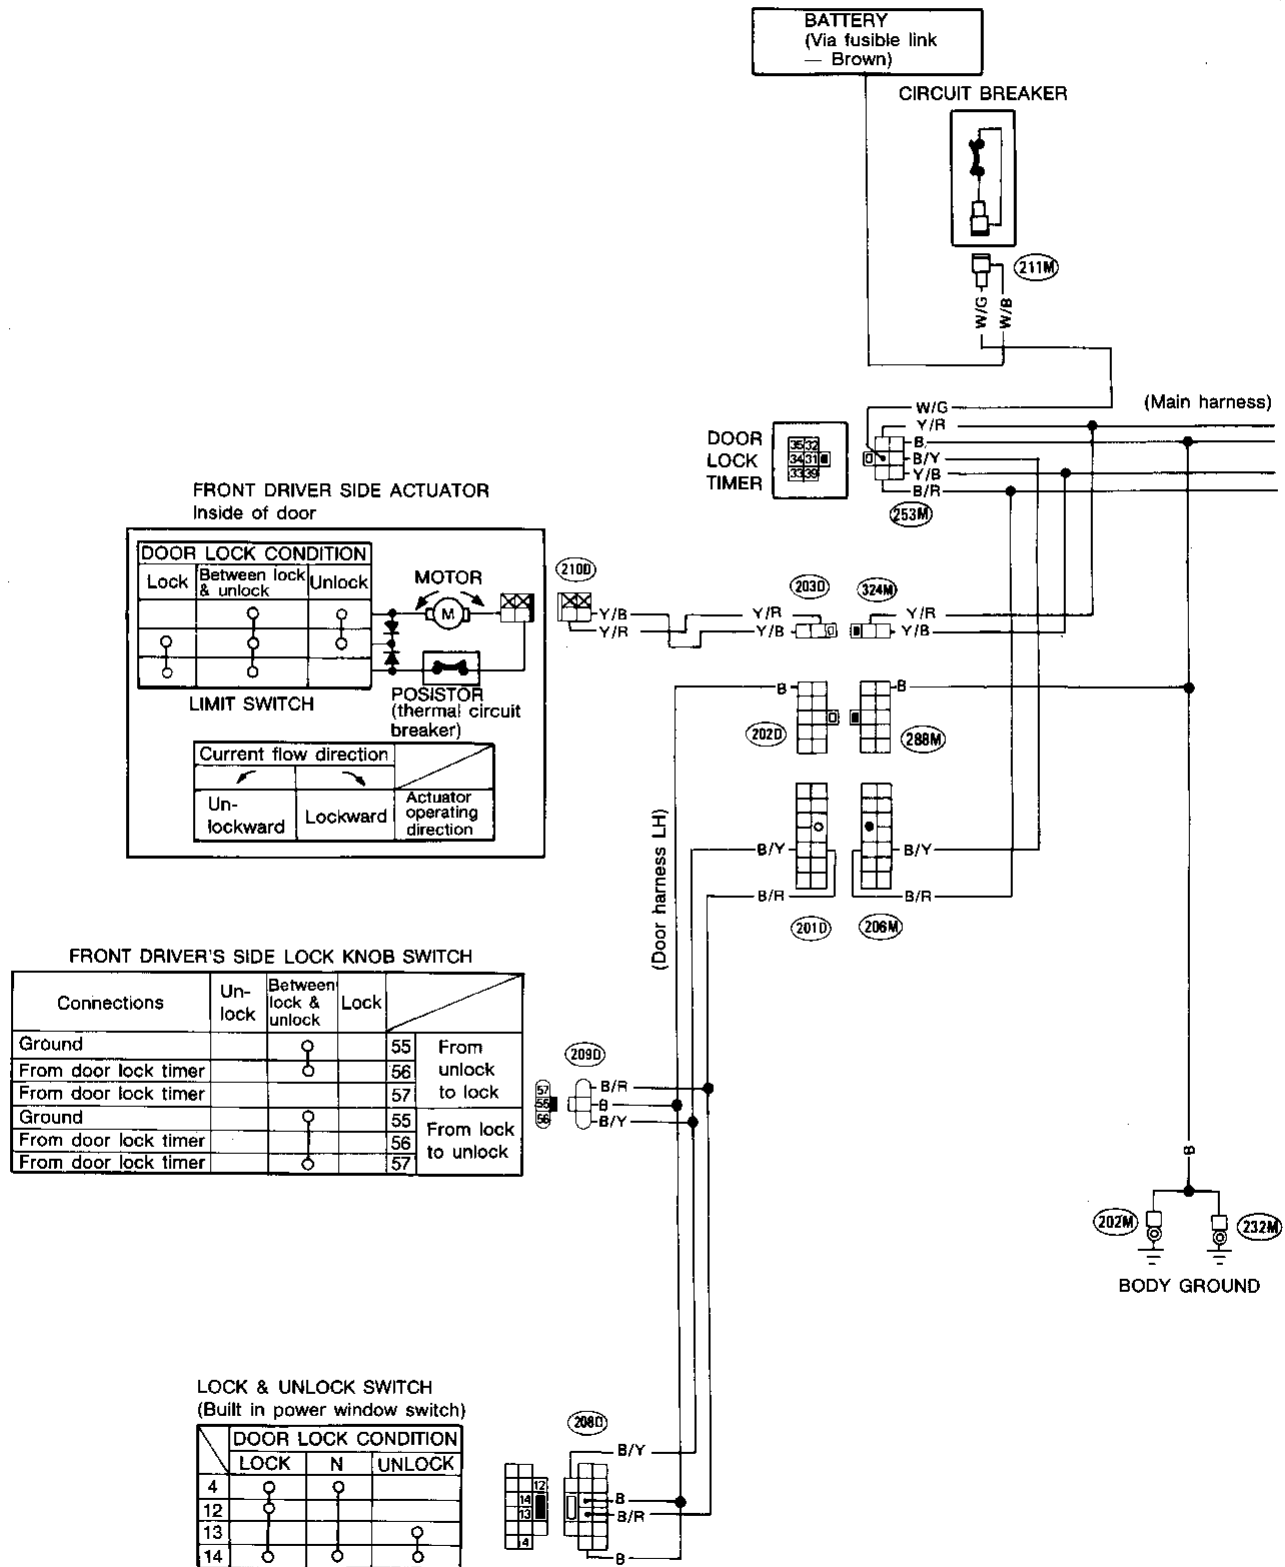 BATTERY
(Via fusible link
— Brown)
CIRCUIT BREAKER
211M
W/G
W/B
(Main harness)
DOOR
LOCK
TIMER
35 32
34 31
33 39
W/G
Y/R
B
B/Y
Y/B
B/R
253M
FRONT DRIVER SIDE ACTUATOR
Inside of door
DOOR LOCK CONDITION
Lock
Between lock
& unlock
Unlock
MOTOR
M
LIMIT SWITCH
POSISTOR
(thermal circuit
breaker)
Current flow direction
Un-
lockward
Lockward
Actuator
operating
direction
210D
Y/B
Y/R
203D
Y/R
Y/B
324M
Y/R
Y/B
B
202D
B
288M
(Door harness LH)
B/Y
B/R
201D
B/Y
B/R
206M
FRONT DRIVER'S SIDE LOCK KNOB SWITCH
Connections
Un-
lock
Between
lock &
unlock
Lock
Ground
55
From door lock timer
56
From door lock timer
57
From
unlock
to lock
Ground
55
From door lock timer
56
From door lock timer
57
From lock
to unlock
209D
57
55
56
B/R
B
B/Y
B
202M
232M
BODY GROUND
LOCK & UNLOCK SWITCH
(Built in power window switch)
DOOR LOCK CONDITION
LOCK N UNLOCK
4
12
13
14
208D
12
14
13
4
B/Y
B
B/R
B